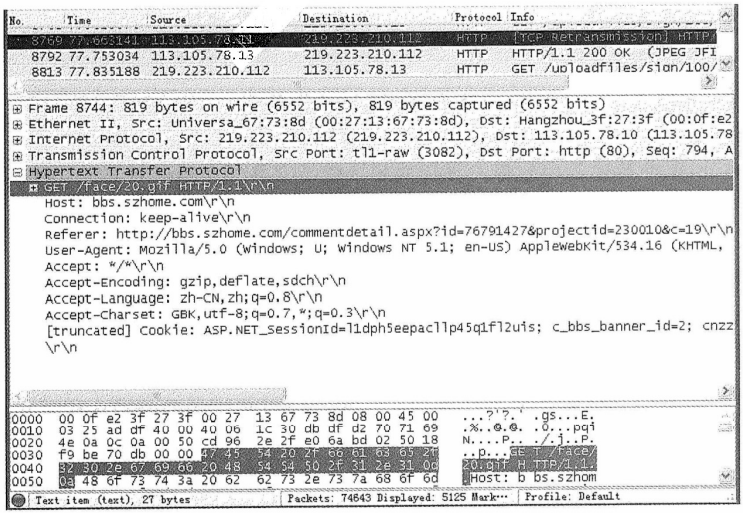 No. Time Source Destination Protocol Info
8769 77.663141 113.105.78.11 219.223.210.112 HTTP [TCP Retransmission] HTTP/
8792 77.753034 113.105.78.13 219.223.210.112 HTTP HTTP/1.1 200 OK (JPEG JFI
8813 77.835188 219.223.210.112 113.105.78.13 HTTP GET /uploadfiles/sion/100/
Frame 8744: 819 bytes on wire (6552 bits), 819 bytes captured (6552 bits)
Ethernet II, Src: Universa_67:73:8d (00:27:13:67:73:8d), Dst: Hangzhou_3f:27:3f (00:0f:e2
Internet Protocol, Src: 219.223.210.112 (219.223.210.112), Dst: 113.105.78.10 (113.105.78
Transmission Control Protocol, Src Port: tl1-raw (3082), Dst Port: http (80), Seq: 794, A
Hypertext Transfer Protocol
GET /face/20.gif HTTP/1.1\r\n
Host: bbs.szhome.com\r\n
Connection: keep-alive\r\n
Referer: http://bbs.szhome.com/commentdetail.aspx?id=76791427&projectid=230010&c=19\r\n
User-Agent: Mozilla/5.0 (Windows; U; Windows NT 5.1; en-US) AppleWebKit/534.16 (KHTML,
Accept: */*\r\n
Accept-Encoding: gzip,deflate,sdch\r\n
Accept-Language: zh-CN,zh;q=0.8\r\n
Accept-Charset: GBK,utf-8;q=0.7,*;q=0.3\r\n
[truncated] Cookie: ASP.NET_SessionId=l1dph5eepacllp45q1fl2uis; c_bbs_banner_id=2; cnzz
\r\n
0000 00 0f e2 3f 27 3f 00 27 13 67 73 8d 08 00 45 00 ...?'?.' .gs...E.
0010 03 25 ad df 40 00 40 06 1c 30 db df d2 70 71 69 .%..@.@. .0...pqi
0020 4e 0a 0c 0a 00 50 cd 96 2e 2f e0 6a bd 02 50 18 N....P.. ./.j..P.
0030 f9 be 70 db 00 00 47 45 54 20 2f 66 61 63 65 2f ..p...GE T /face/
0040 32 30 2e 67 69 66 20 48 54 54 50 2f 31 2e 31 0d 20.gif H TTP/1.1.
0050 0a 48 6f 73 74 3a 20 62 62 73 2e 73 7a 68 6f 6d .Host: b bs.szhom
Text item (text), 27 bytes Packets: 74643 Displayed: 5125 Mark… Profile: Default